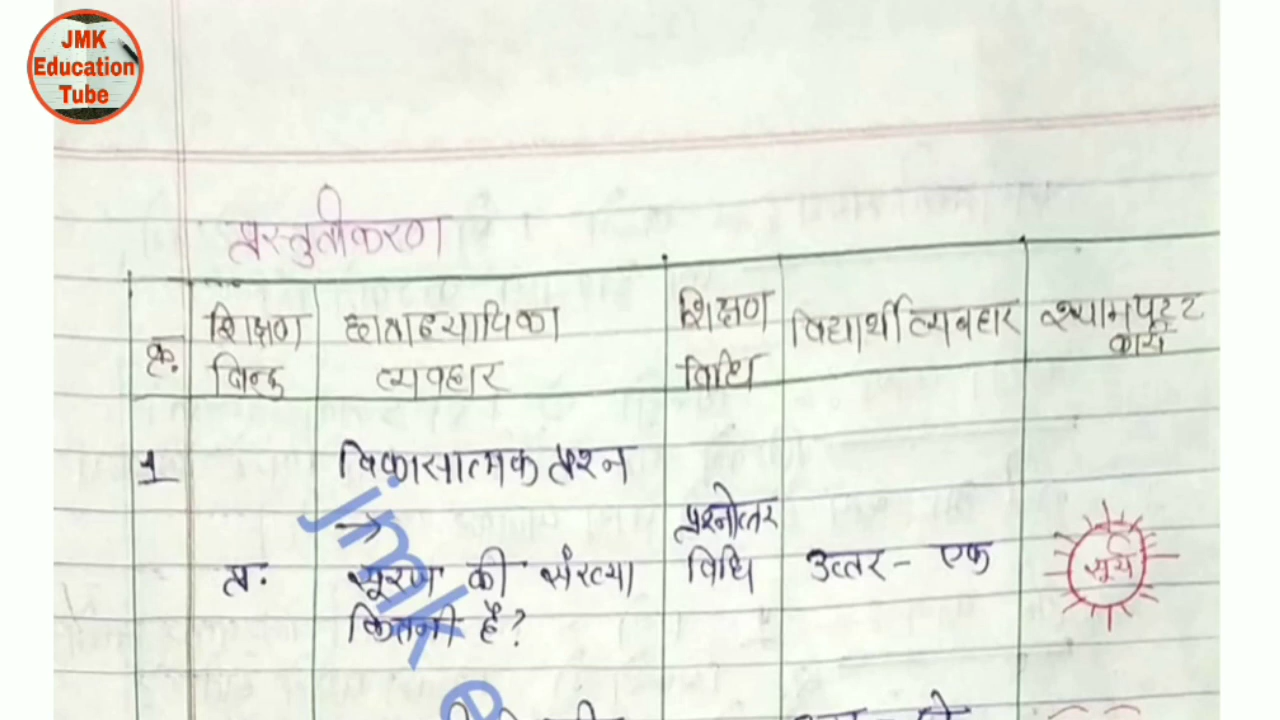 JMK
Education
Tube
प्रस्तुतीकरण
क्र.
शिक्षण
बिन्दु
छात्राध्यापिका
व्यवहार
शिक्षण
विधि
विद्यार्थी व्यवहार
श्यामपट्ट
कार्य
1
विकासात्मक प्रश्न
→
प्र:
सूरज की संख्या
कितनी है?
प्रश्नोत्तर
विधि
उत्तर - एक
सूर्य
jmk e